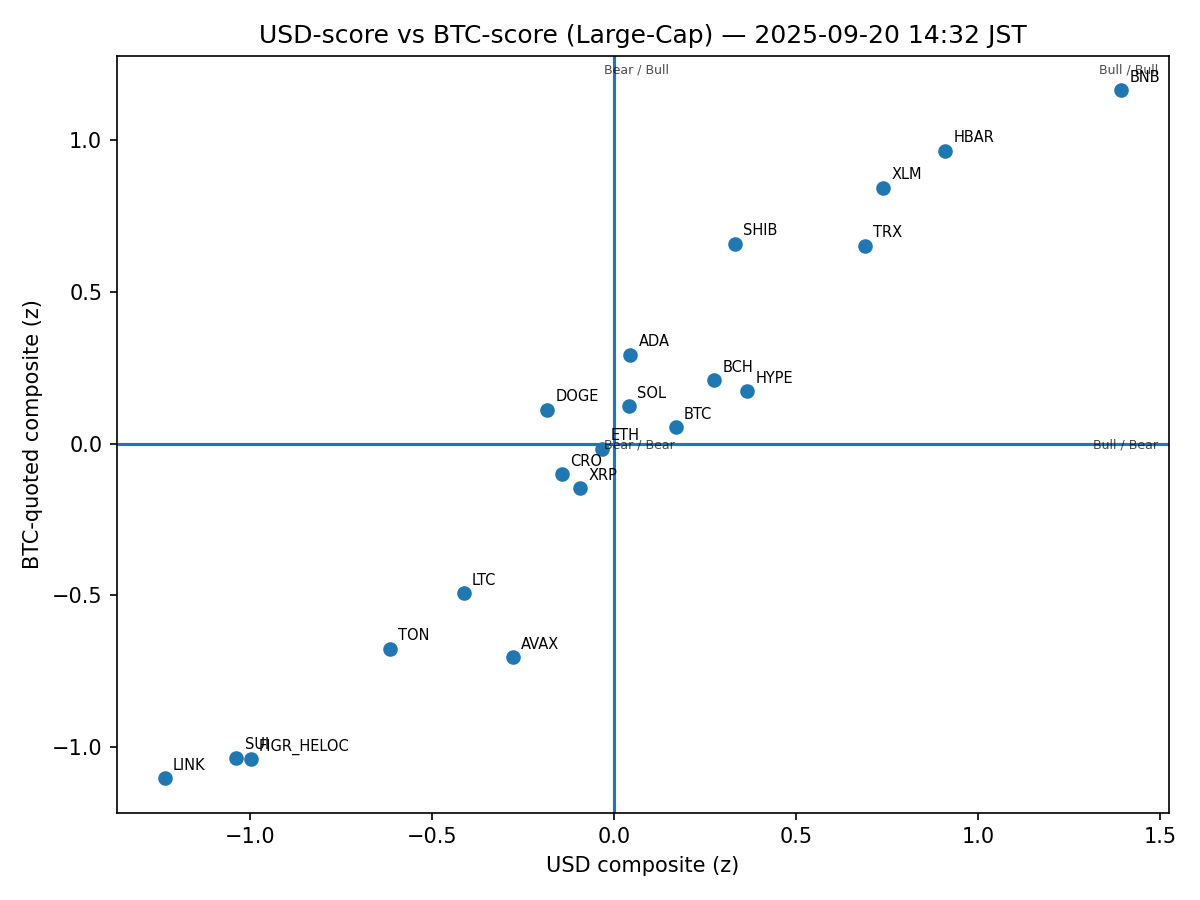 USD-score vs BTC-score (Large-Cap) — 2025-09-20 14:32 JST
Bear / Bull
Bull / Bull
BNB
1.0
HBAR
XLM
SHIB
TRX
0.5
ADA
BCH
HYPE
DOGE
SOL
BTC
ETH
0.0
Bear / Bear
Bull / Bear
CRO
XRP
−0.5
LTC
TON
AVAX
−1.0
SUI
FIGR_HELOC
LINK
−1.0
−0.5
0.0
0.5
1.0
1.5
USD composite (z)
BTC-quoted composite (z)